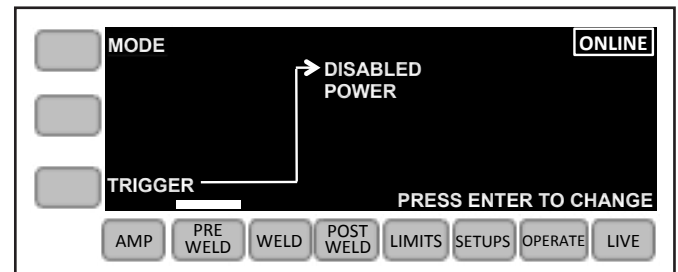 MODE
ONLINE
DISABLED
POWER
TRIGGER
PRESS ENTER TO CHANGE
AMP
PRE
WELD
WELD
POST
WELD
LIMITS
SETUPS
OPERATE
LIVE